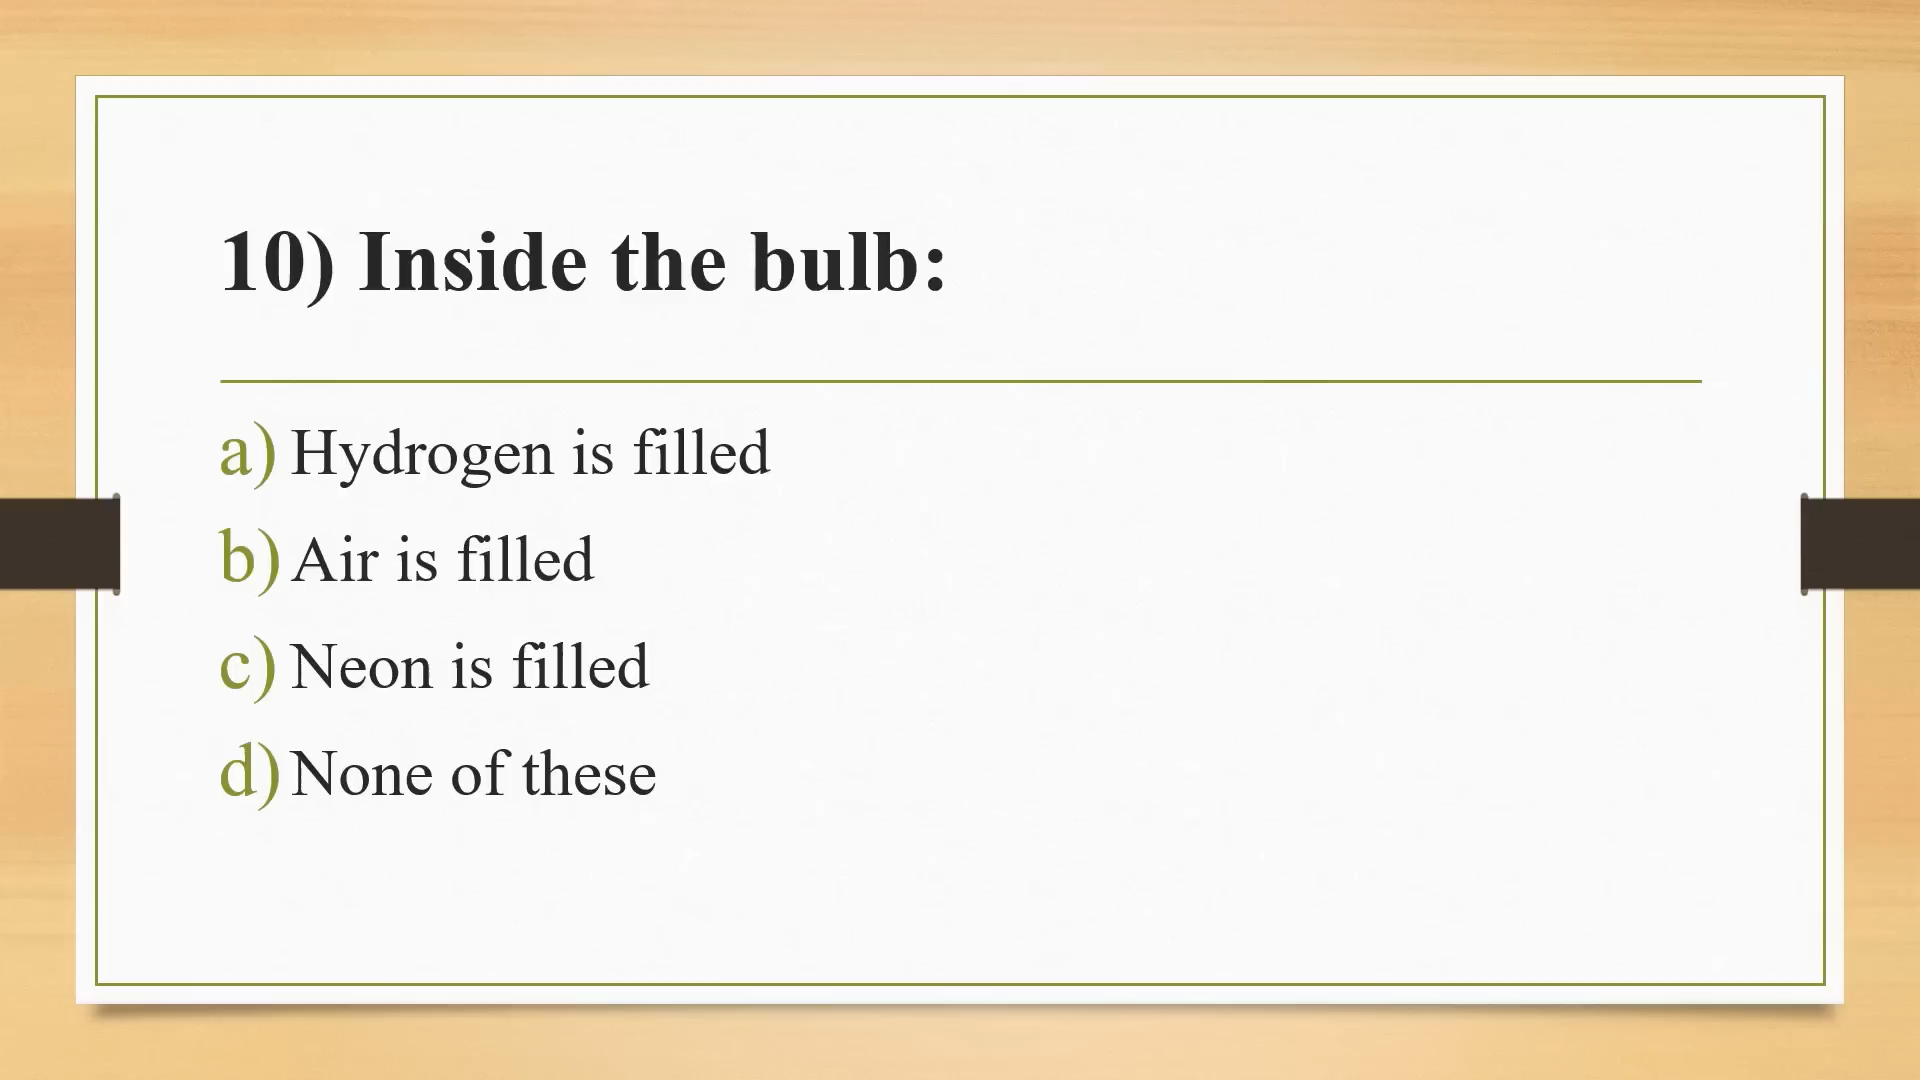 10) Inside the bulb:
a) Hydrogen is filled
b) Air is filled
c) Neon is filled
d) None of these